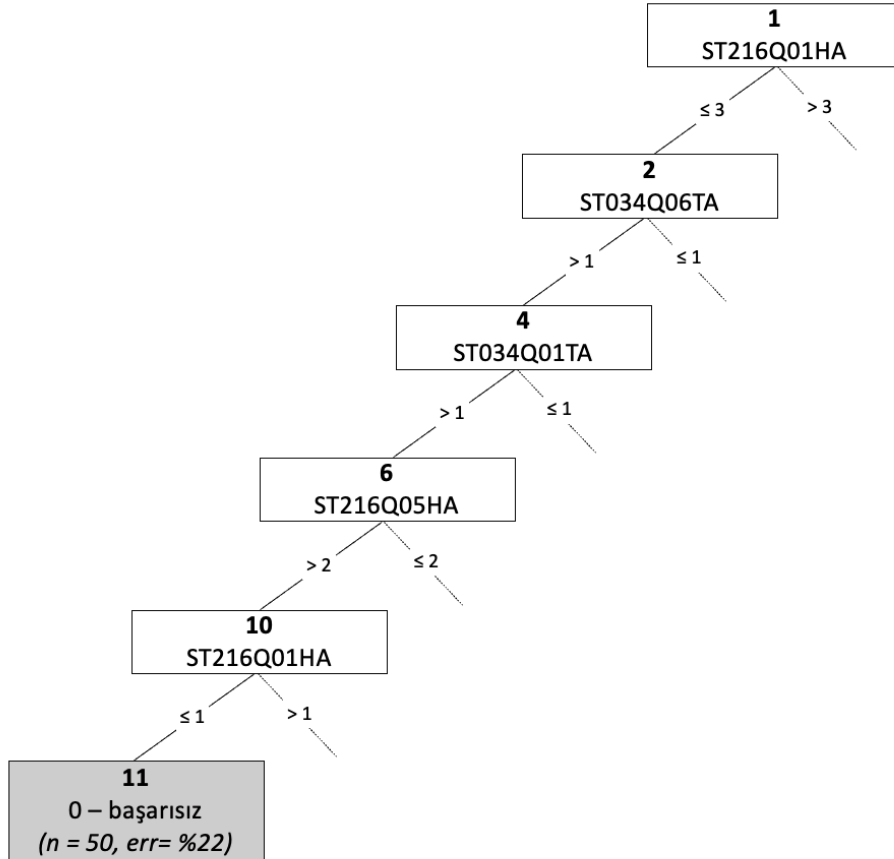 1
ST216Q01HA
≤ 3
> 3
2
ST034Q06TA
> 1
≤ 1
4
ST034Q01TA
> 1
≤ 1
6
ST216Q05HA
> 2
≤ 2
10
ST216Q01HA
≤ 1
> 1
11
0 – başarısız
(n = 50, err= %22)